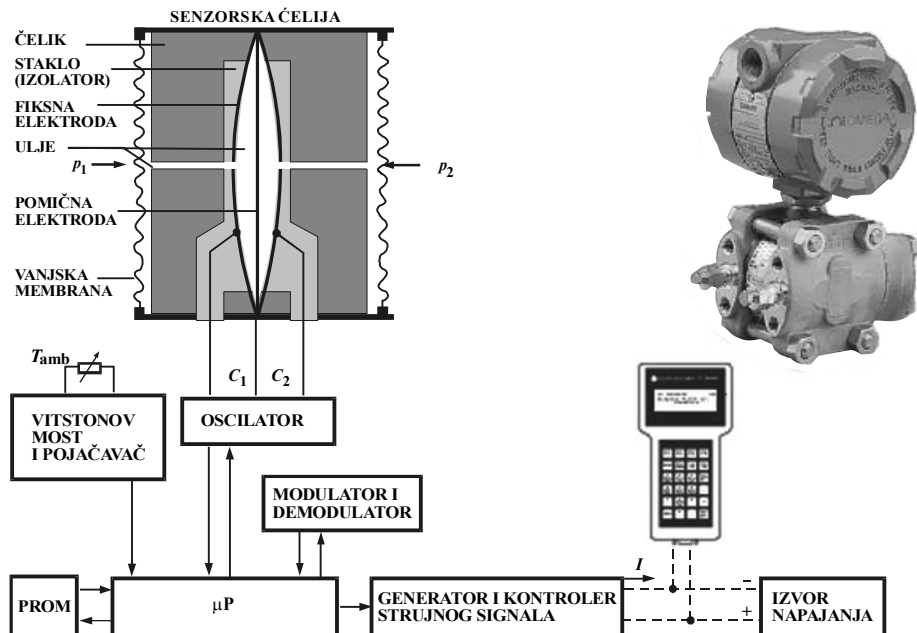 SENZORSKA ĆELIJA
ČELIK
STAKLO
(IZOLATOR)
FIKSNA
ELEKTRODA
ULJE
p1
p2
POMIČNA
ELEKTRODA
VANJSKA
MEMBRANA
OMEGA
Tamb
C1
C2
VITSTONOV
MOST
I POJAČAVAČ
OSCILATOR
MODULATOR I
DEMODULATOR
PROM
μP
GENERATOR I KONTROLER
STRUJNOG SIGNALA
I
−
+
IZVOR
NAPAJANJA